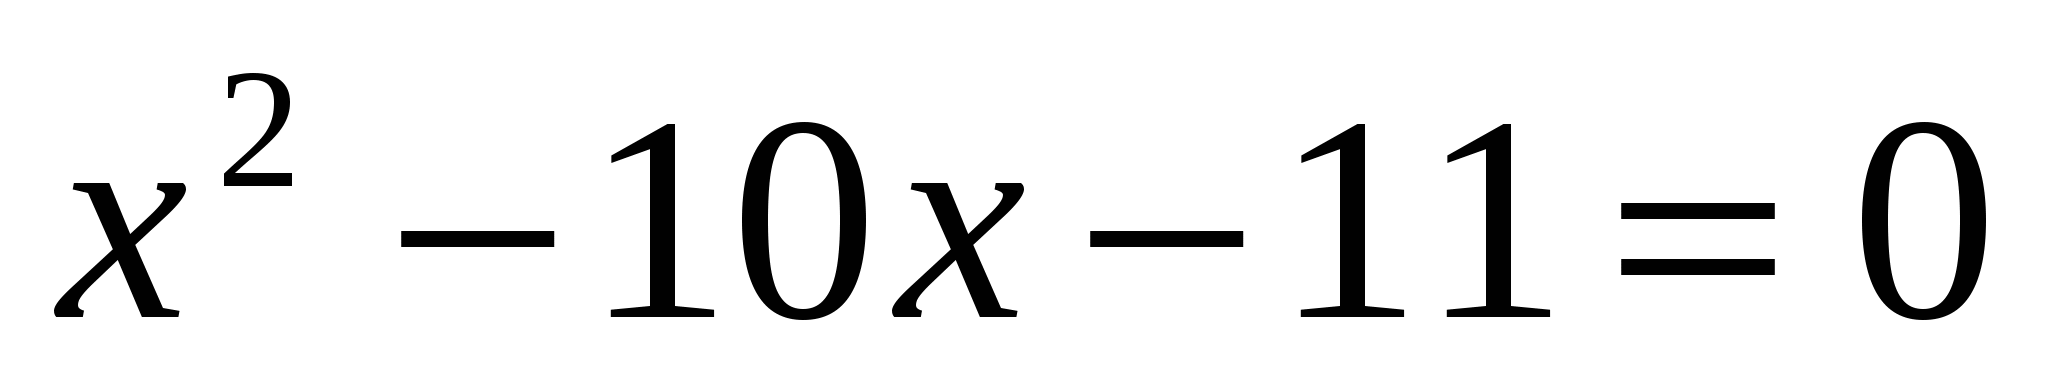 x² − 10x − 11 = 0